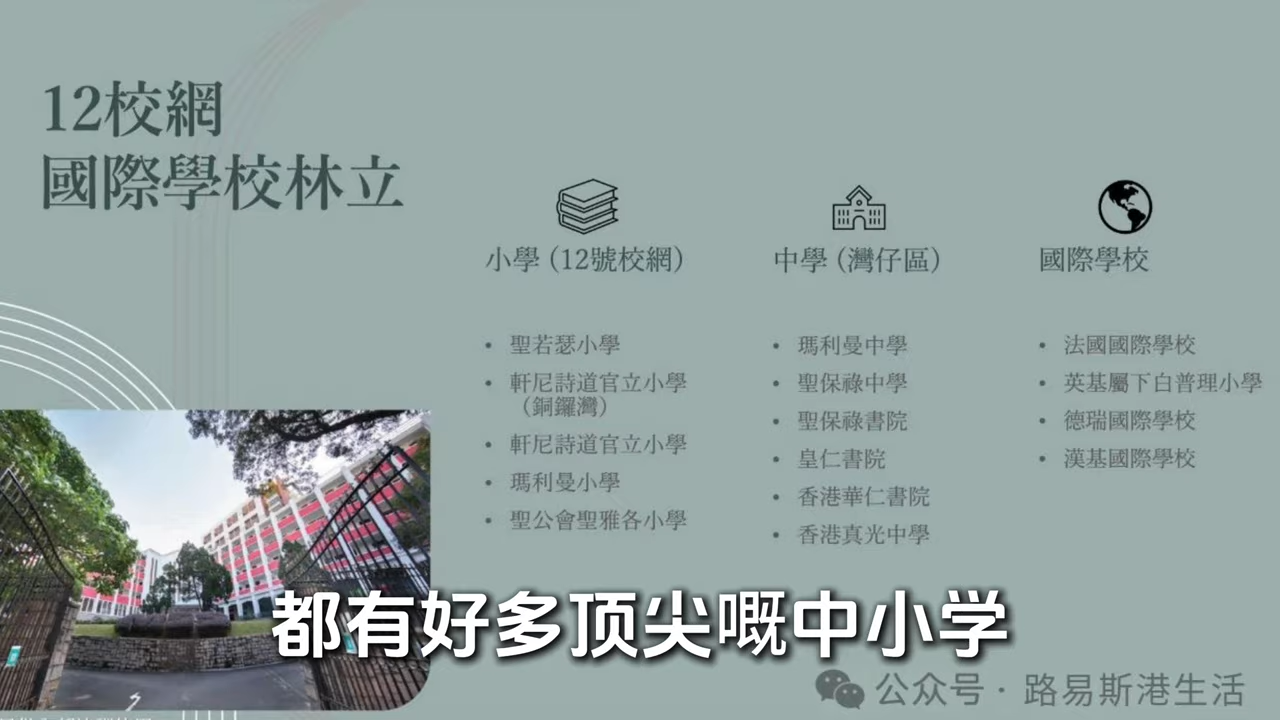 12校網
國際學校林立
小學（12號校網）
聖若瑟小學
軒尼詩道官立小學
（銅鑼灣）
軒尼詩道官立小學
瑪利曼小學
聖公會聖雅各小學
中學（灣仔區）
瑪利曼中學
聖保祿中學
聖保祿書院
皇仁書院
香港華仁書院
香港真光中學
國際學校
法國國際學校
英基屬下白普理小學
德瑞國際學校
漢基國際學校
都有好多顶尖嘅中小学
公众号·路易斯港生活